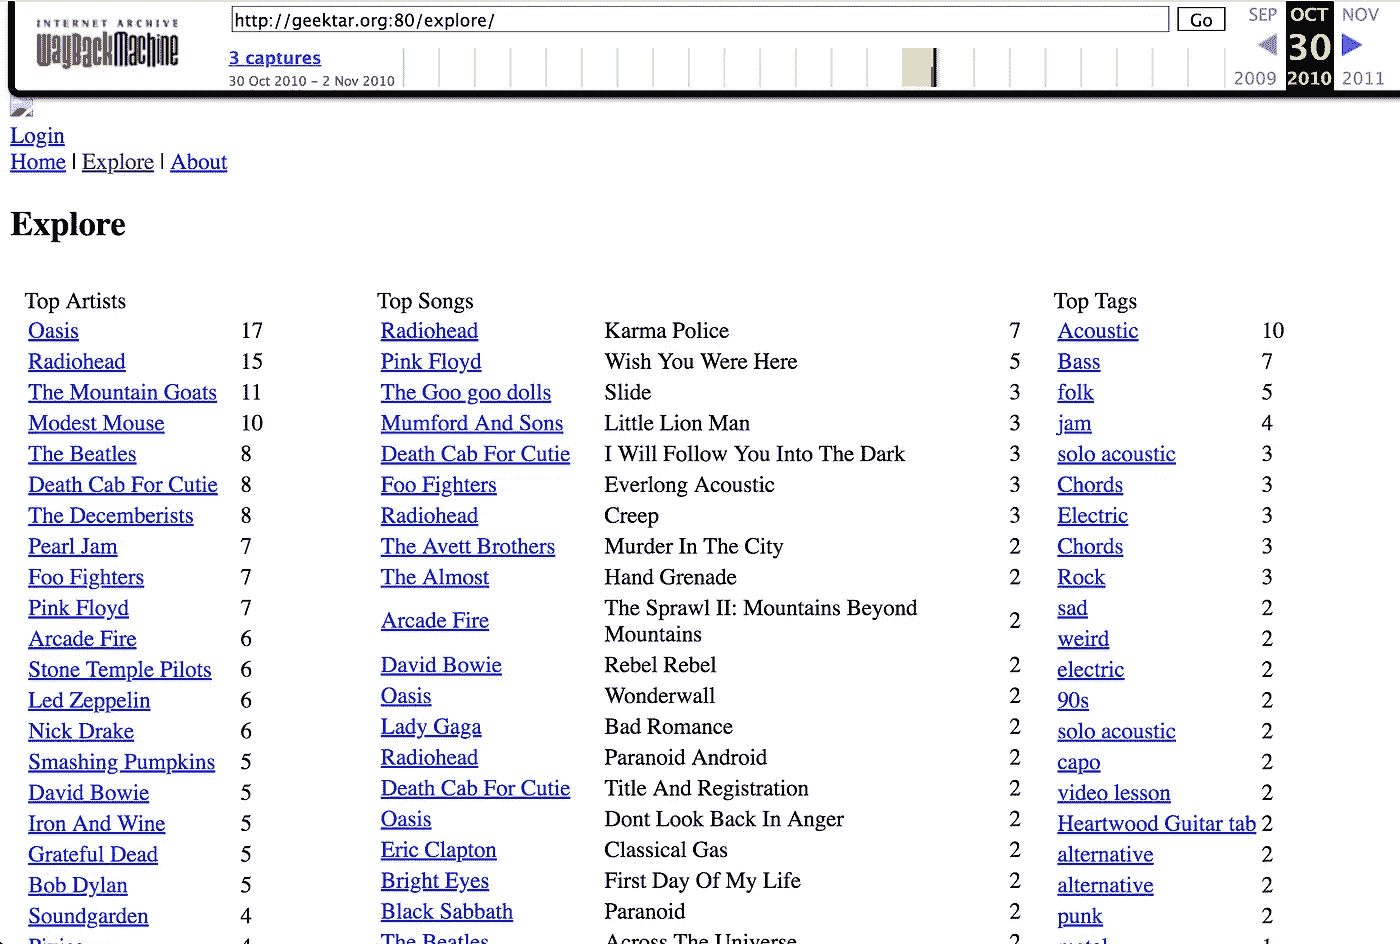 INTERNET ARCHIVE
WayBackMachine
http://geektar.org:80/explore/
Go
SEP OCT NOV
3 captures
30
30 Oct 2010 – 2 Nov 2010
2009 2010 2011
Login
Home | Explore | About
Explore
Top Artists Top Songs Top Tags
Oasis 17 Radiohead Karma Police 7 Acoustic 10
Radiohead 15 Pink Floyd Wish You Were Here 5 Bass 7
The Mountain Goats 11 The Goo goo dolls Slide 3 folk 5
Modest Mouse 10 Mumford And Sons Little Lion Man 3 jam 4
The Beatles 8 Death Cab For Cutie I Will Follow You Into The Dark 3 solo acoustic 3
Death Cab For Cutie 8 Foo Fighters Everlong Acoustic 3 Chords 3
The Decemberists 8 Radiohead Creep 3 Electric 3
Pearl Jam 7 The Avett Brothers Murder In The City 2 Chords 3
Foo Fighters 7 The Almost Hand Grenade 2 Rock 3
Pink Floyd 7 Arcade Fire The Sprawl II: Mountains Beyond 2 sad 2
Arcade Fire 6 Mountains weird 2
Stone Temple Pilots 6 David Bowie Rebel Rebel 2 electric 2
Led Zeppelin 6 Oasis Wonderwall 2 90s 2
Nick Drake 6 Lady Gaga Bad Romance 2 solo acoustic 2
Smashing Pumpkins 5 Radiohead Paranoid Android 2 capo 2
David Bowie 5 Death Cab For Cutie Title And Registration 2 video lesson 2
Iron And Wine 5 Oasis Dont Look Back In Anger 2 Heartwood Guitar tab 2
Grateful Dead 5 Eric Clapton Classical Gas 2 alternative 2
Bob Dylan 5 Bright Eyes First Day Of My Life 2 alternative 2
Soundgarden 4 Black Sabbath Paranoid 2 punk 2
The Beatles Across The Universe 2